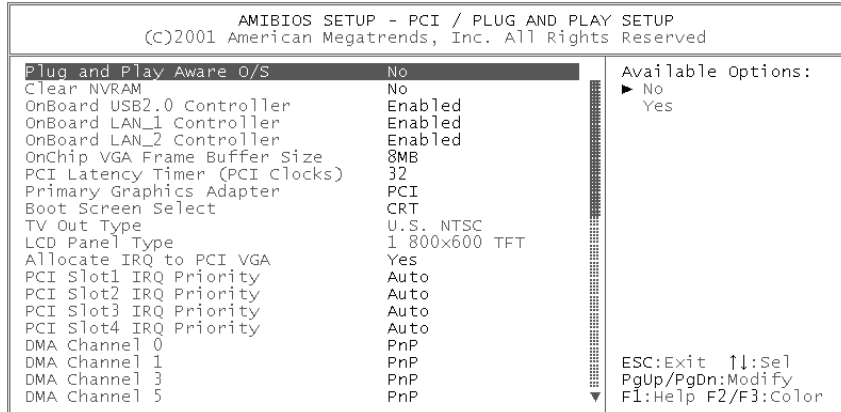 AMIBIOS SETUP - PCI / PLUG AND PLAY SETUP
(C)2001 American Megatrends, Inc. All Rights Reserved
Plug and Play Aware O/S No
Clear NVRAM No
OnBoard USB2.0 Controller Enabled
OnBoard LAN_1 Controller Enabled
OnBoard LAN_2 Controller Enabled
OnChip VGA Frame Buffer Size 8MB
PCI Latency Timer (PCI Clocks) 32
Primary Graphics Adapter PCI
Boot Screen Select CRT
TV Out Type U.S. NTSC
LCD Panel Type 1 800x600 TFT
Allocate IRQ to PCI VGA Yes
PCI Slot1 IRQ Priority Auto
PCI Slot2 IRQ Priority Auto
PCI Slot3 IRQ Priority Auto
PCI Slot4 IRQ Priority Auto
DMA Channel 0 PnP
DMA Channel 1 PnP
DMA Channel 3 PnP
DMA Channel 5 PnP
Available Options:
► No
Yes
ESC:Exit ↑↓:Sel
PgUp/PgDn:Modify
F1:Help F2/F3:Color